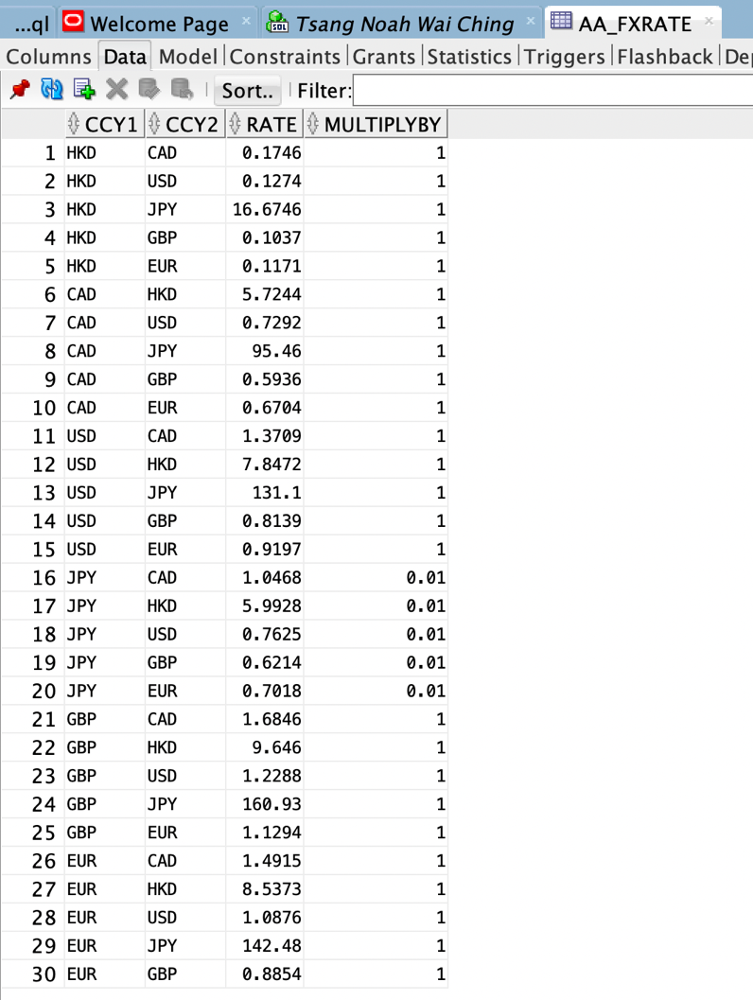 ...ql Welcome Page × Tsang Noah Wai Ching × AA_FXRATE ×
Columns Data Model Constraints Grants Statistics Triggers Flashback De
Sort.. Filter:
CCY1 CCY2 RATE MULTIPLYBY
1 HKD CAD 0.1746 1
2 HKD USD 0.1274 1
3 HKD JPY 16.6746 1
4 HKD GBP 0.1037 1
5 HKD EUR 0.1171 1
6 CAD HKD 5.7244 1
7 CAD USD 0.7292 1
8 CAD JPY 95.46 1
9 CAD GBP 0.5936 1
10 CAD EUR 0.6704 1
11 USD CAD 1.3709 1
12 USD HKD 7.8472 1
13 USD JPY 131.1 1
14 USD GBP 0.8139 1
15 USD EUR 0.9197 1
16 JPY CAD 1.0468 0.01
17 JPY HKD 5.9928 0.01
18 JPY USD 0.7625 0.01
19 JPY GBP 0.6214 0.01
20 JPY EUR 0.7018 0.01
21 GBP CAD 1.6846 1
22 GBP HKD 9.646 1
23 GBP USD 1.2288 1
24 GBP JPY 160.93 1
25 GBP EUR 1.1294 1
26 EUR CAD 1.4915 1
27 EUR HKD 8.5373 1
28 EUR USD 1.0876 1
29 EUR JPY 142.48 1
30 EUR GBP 0.8854 1